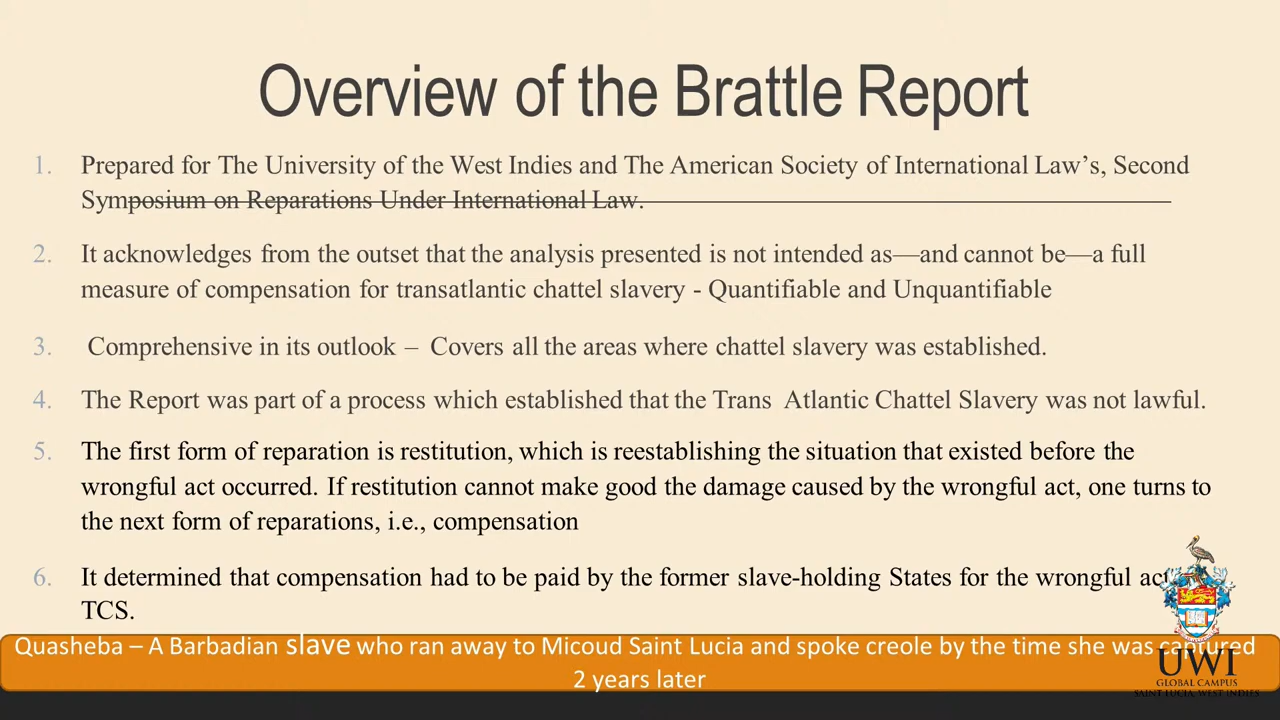 Overview of the Brattle Report
1. Prepared for The University of the West Indies and The American Society of International Law’s, Second
Symposium on Reparations Under International Law.
2. It acknowledges from the outset that the analysis presented is not intended as—and cannot be—a full
measure of compensation for transatlantic chattel slavery - Quantifiable and Unquantifiable
3. Comprehensive in its outlook – Covers all the areas where chattel slavery was established.
4. The Report was part of a process which established that the Trans Atlantic Chattel Slavery was not lawful.
5. The first form of reparation is restitution, which is reestablishing the situation that existed before the
wrongful act occurred. If restitution cannot make good the damage caused by the wrongful act, one turns to
the next form of reparations, i.e., compensation
6. It determined that compensation had to be paid by the former slave-holding States for the wrongful
TCS.
Quasheba – A Barbadian slave who ran away to Micoud Saint Lucia and spoke creole by the time she was captured
2 years later
UWI
GLOBAL CAMPUS
SAINT LUCIA, WEST INDIES